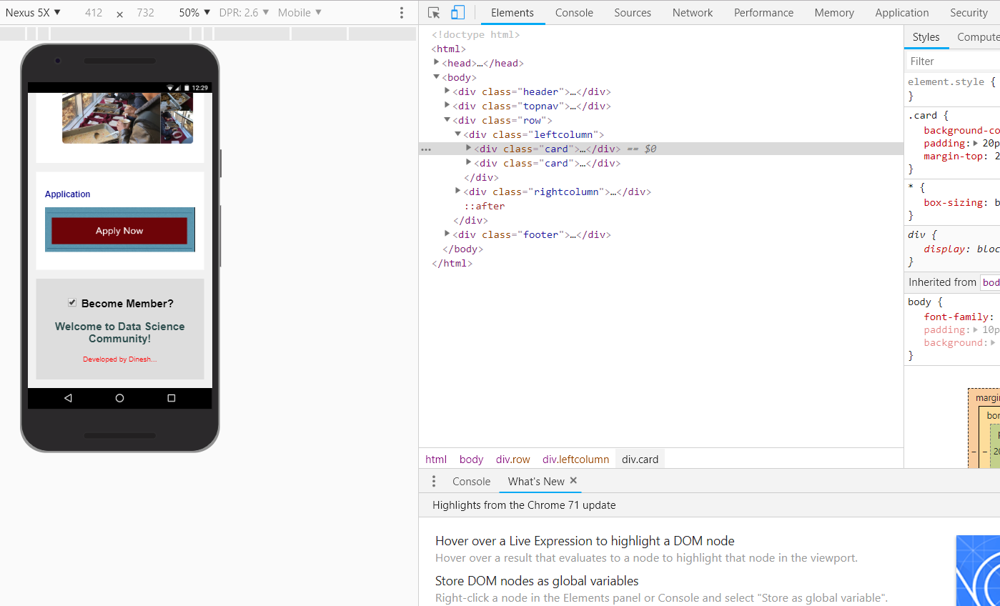 Nexus 5X ▼ 412 × 732 50% ▼ DPR: 2.6 ▼ Mobile ▼
12:29
Application
Apply Now
Become Member?
Welcome to Data Science
Community!
Developed by Dinesh...
Elements Console Sources Network Performance Memory Application Security
<!doctype html>
<html>
<head>…</head>
<body>
<div class="header">…</div>
<div class="topnav">…</div>
<div class="row">
<div class="leftcolumn">
<div class="card">…</div> == $0
<div class="card">…</div>
</div>
<div class="rightcolumn">…</div>
::after
</div>
<div class="footer">…</div>
</body>
</html>
html body div.row div.leftcolumn div.card
Styles Compute
Filter
element.style {
}
.card {
background-co
padding: 20p
margin-top: 2
}
* {
box-sizing: b
}
div {
display: bloc
}
Inherited from bod
body {
font-family:
padding: 10p
background:
}
margin
bor
20
Console What's New ×
Highlights from the Chrome 71 update
Hover over a Live Expression to highlight a DOM node
Hover over a result that evaluates to a node to highlight that node in the viewport.
Store DOM nodes as global variables
Right-click a node in the Elements panel or Console and select "Store as global variable".